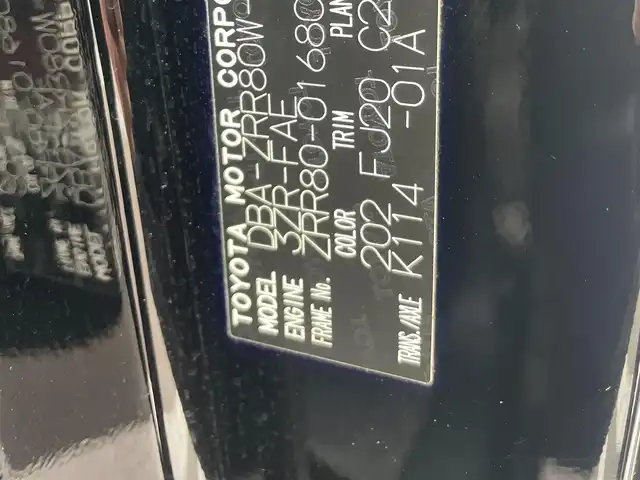 TOYOTA MOTOR CORPO
MODEL DBA-ZRR80W-
ENGINE 3ZR-FAE
FRAME No. ZRR80-01680
COLOR TRIM PLAN
202 FJ20 C2
TRANS./AXLE K114 -01A